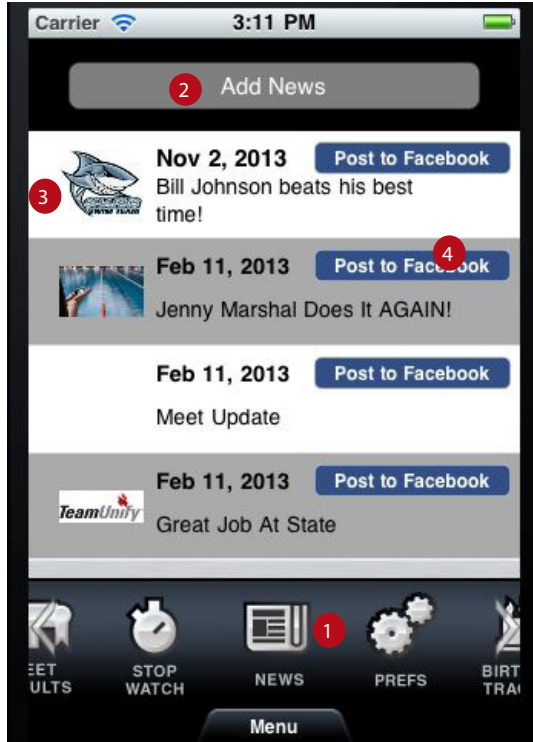 Carrier 3:11 PM
2 Add News
Nov 2, 2013 Post to Facebook
3 Bill Johnson beats his best
time!
SWIM TEAM
Feb 11, 2013 Post to Facebook 4
Jenny Marshal Does It AGAIN!
Feb 11, 2013 Post to Facebook
Meet Update
Feb 11, 2013 Post to Facebook
TeamUnify
Great Job At State
1
EET STOP NEWS PREFS BIRT
ULTS WATCH TRA
Menu